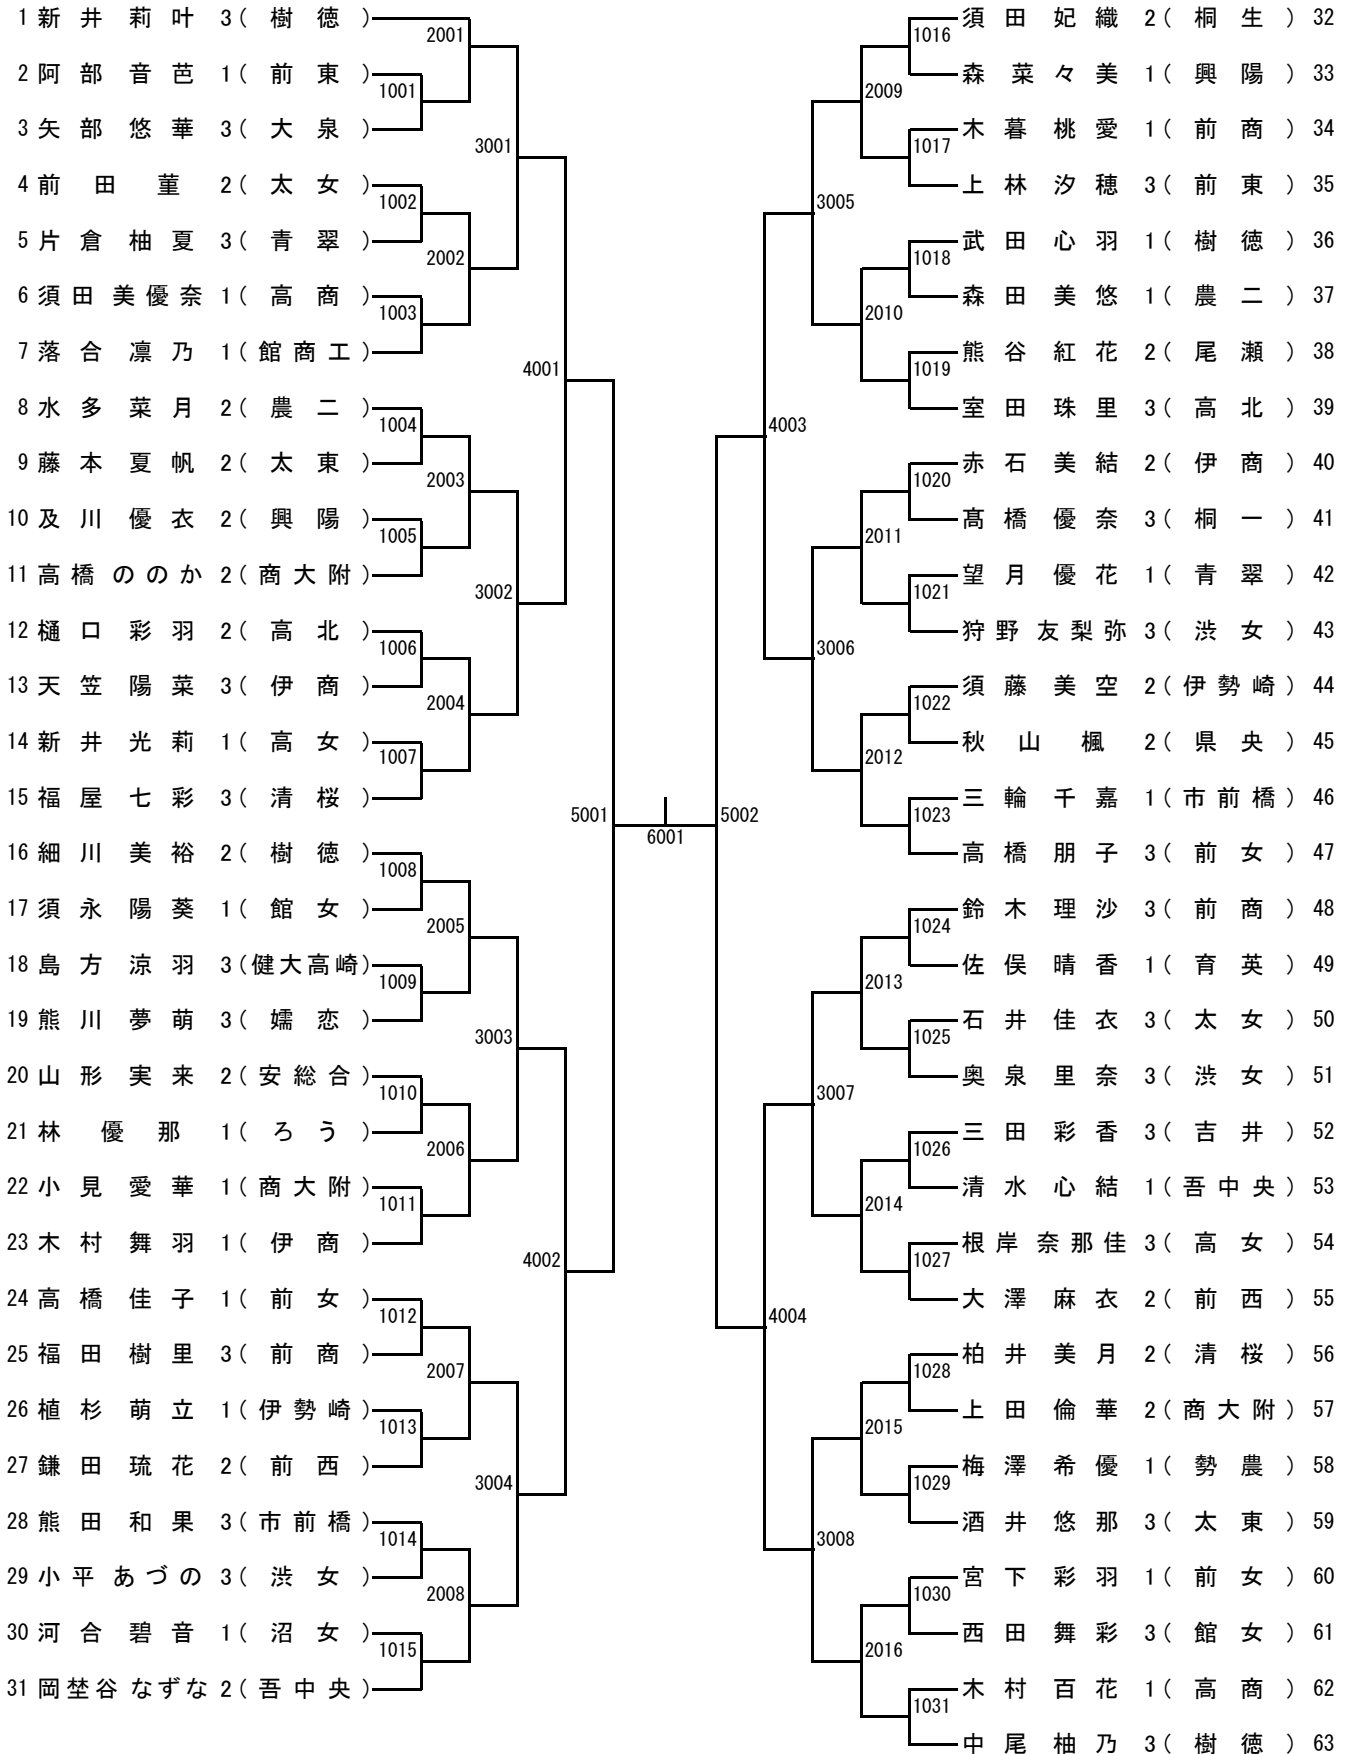 1 新井莉叶 3(樹徳)
2 阿部音芭 1(前東)
3 矢部悠華 3(大泉)
4 前田菫 2(太女)
5 片倉柚夏 3(青翠)
6 須田美優奈 1(高商)
7 落合凛乃 1(館商工)
8 水多菜月 2(農二)
9 藤本夏帆 2(太東)
10 及川優衣 2(興陽)
11 高橋ののか 2(商大附)
12 樋口彩羽 2(高北)
13 天笠陽菜 3(伊商)
14 新井光莉 1(高女)
15 福屋七彩 3(清桜)
16 細川美裕 2(樹徳)
17 須永陽葵 1(館女)
18 島方涼羽 3(健大高崎)
19 熊川夢萌 3(嬬恋)
20 山形実来 2(安総合)
21 林優那 1(ろう)
22 小見愛華 1(商大附)
23 木村舞羽 1(伊商)
24 高橋佳子 1(前女)
25 福田樹里 3(前商)
26 植杉萌立 1(伊勢崎)
27 鎌田琉花 2(前西)
28 熊田和果 3(市前橋)
29 小平あづの 3(渋女)
30 河合碧音 1(沼女)
31 岡埜谷なずな 2(吾中央)
1001
1002
1003
1004
1005
1006
1007
1008
1009
1010
1011
1012
1013
1014
1015
2001
2002
2003
2004
2005
2006
2007
2008
3001
3002
3003
3004
4001
4002
5001
6001
5002
4003
4004
3005
3006
3007
3008
2009
2010
2011
2012
2013
2014
2015
2016
1016
1017
1018
1019
1020
1021
1022
1023
1024
1025
1026
1027
1028
1029
1030
1031
須田妃織 2(桐生) 32
森菜々美 1(興陽) 33
木暮桃愛 1(前商) 34
上林汐穂 3(前東) 35
武田心羽 1(樹徳) 36
森田美悠 1(農二) 37
熊谷紅花 2(尾瀬) 38
室田珠里 3(高北) 39
赤石美結 2(伊商) 40
髙橋優奈 3(桐一) 41
望月優花 1(青翠) 42
狩野友梨弥 3(渋女) 43
須藤美空 2(伊勢崎) 44
秋山楓 2(県央) 45
三輪千嘉 1(市前橋) 46
高橋朋子 3(前女) 47
鈴木理沙 3(前商) 48
佐俣晴香 1(育英) 49
石井佳衣 3(太女) 50
奥泉里奈 3(渋女) 51
三田彩香 3(吉井) 52
清水心結 1(吾中央) 53
根岸奈那佳 3(高女) 54
大澤麻衣 2(前西) 55
柏井美月 2(清桜) 56
上田倫華 2(商大附) 57
梅澤希優 1(勢農) 58
酒井悠那 3(太東) 59
宮下彩羽 1(前女) 60
西田舞彩 3(館女) 61
木村百花 1(高商) 62
中尾柚乃 3(樹徳) 63